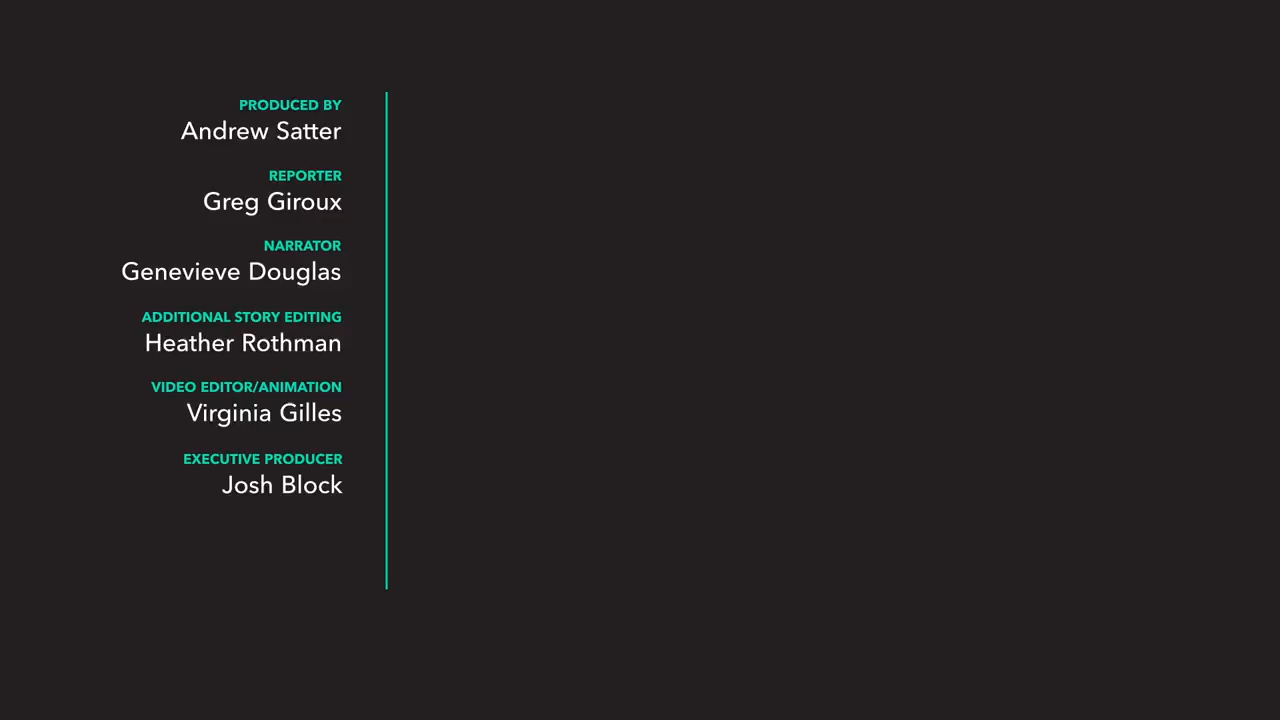 PRODUCED BY
Andrew Satter
REPORTER
Greg Giroux
NARRATOR
Genevieve Douglas
ADDITIONAL STORY EDITING
Heather Rothman
VIDEO EDITOR/ANIMATION
Virginia Gilles
EXECUTIVE PRODUCER
Josh Block